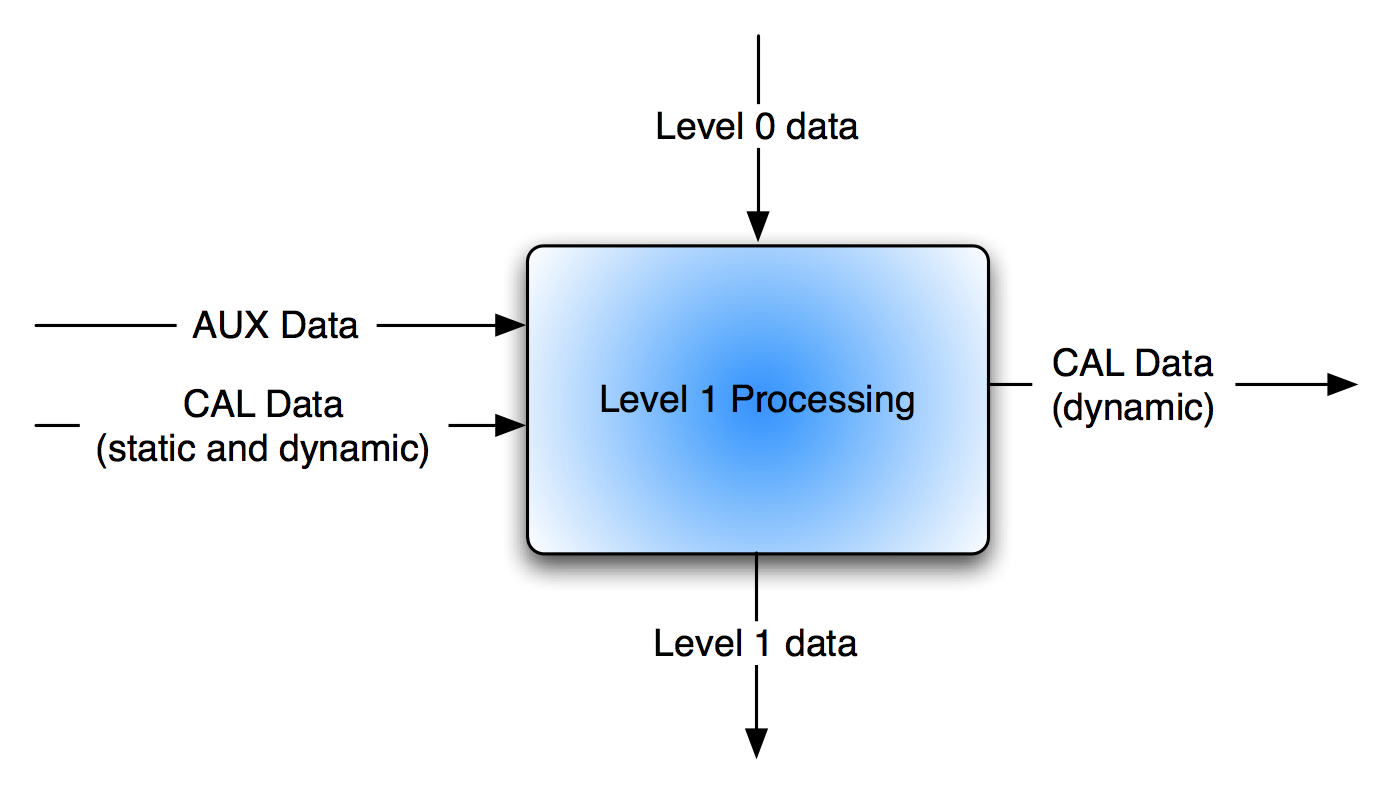 Level 0 data
AUX Data
CAL Data
(static and dynamic)
Level 1 Processing
CAL Data
(dynamic)
Level 1 data